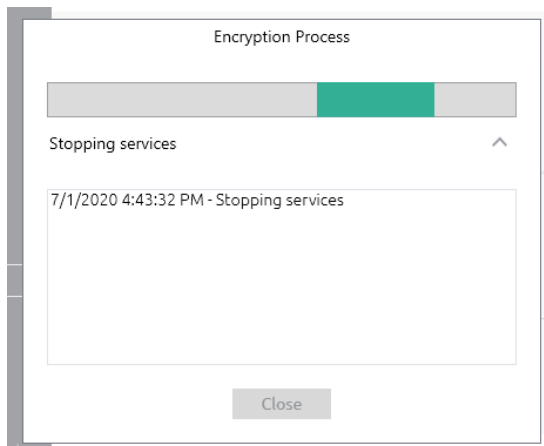 Encryption Process
Stopping services
7/1/2020 4:43:32 PM - Stopping services
Close